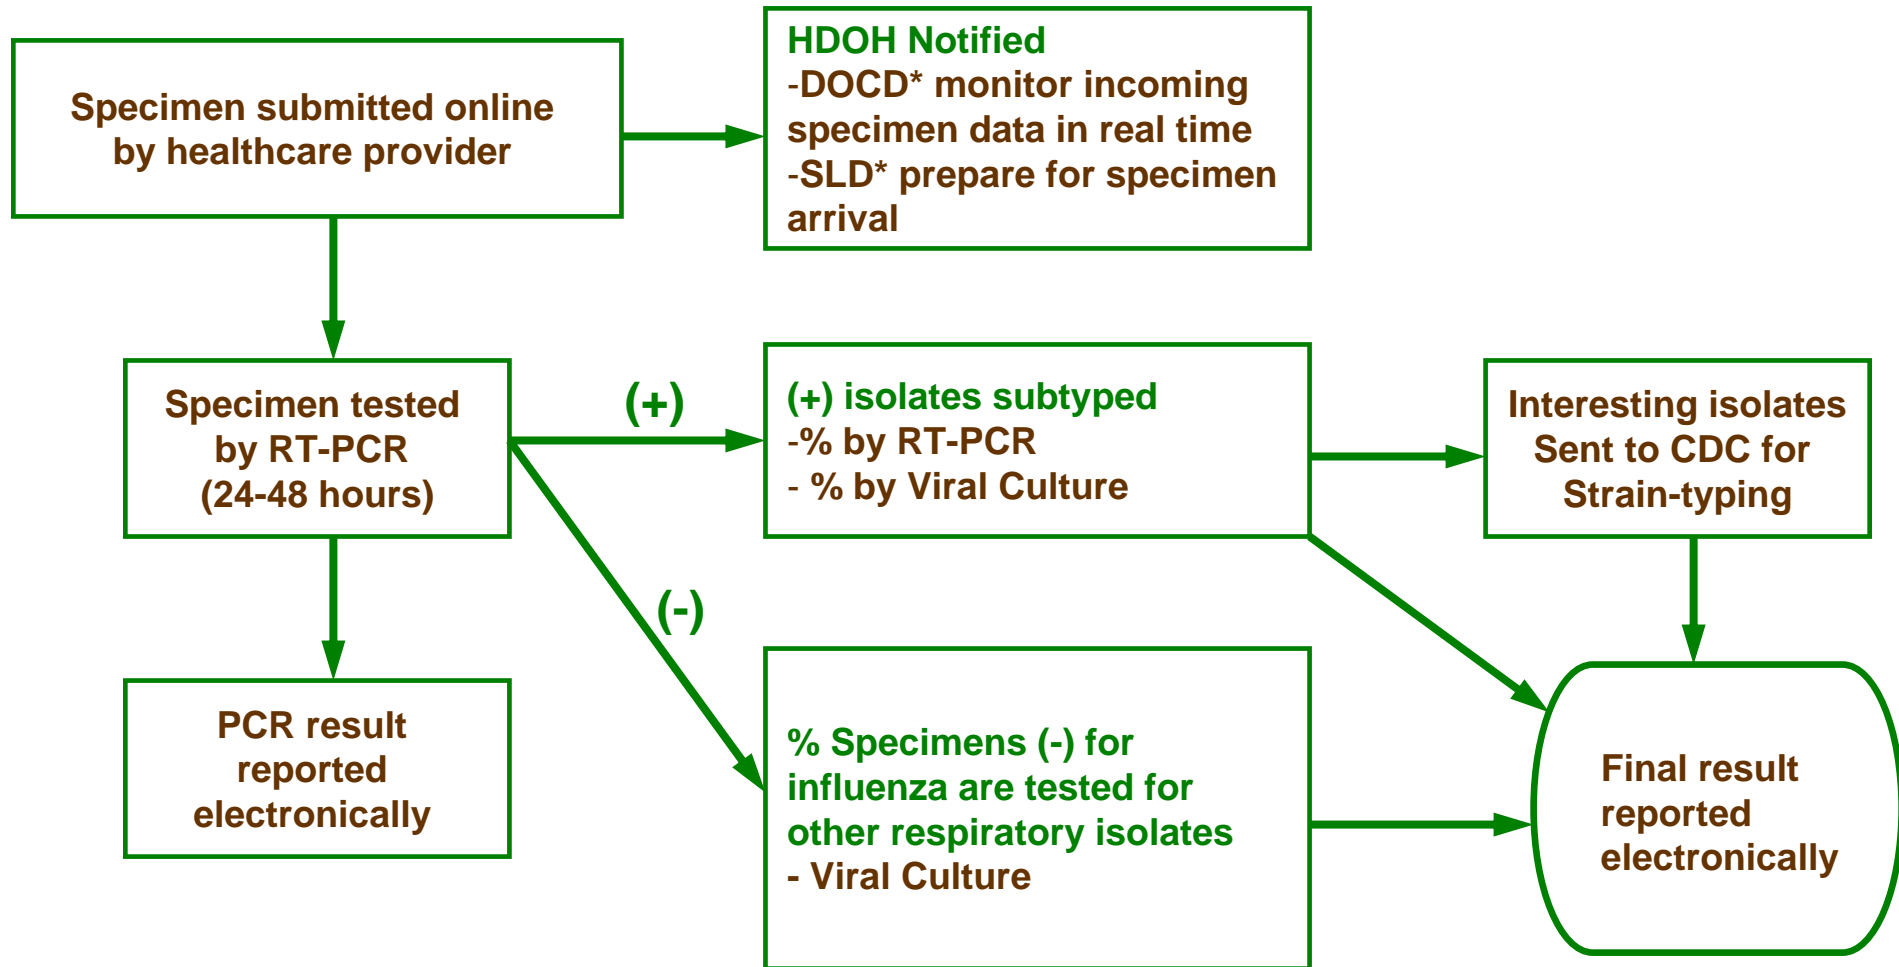 Specimen submitted online
by healthcare provider
HDOH Notified
-DOCD* monitor incoming
specimen data in real time
-SLD* prepare for specimen
arrival
Specimen tested
by RT-PCR
(24-48 hours)
(+)
(-)
(+) isolates subtyped
-% by RT-PCR
- % by Viral Culture
Interesting isolates
Sent to CDC for
Strain-typing
PCR result
reported
electronically
% Specimens (-) for
influenza are tested for
other respiratory isolates
- Viral Culture
Final result
reported
electronically